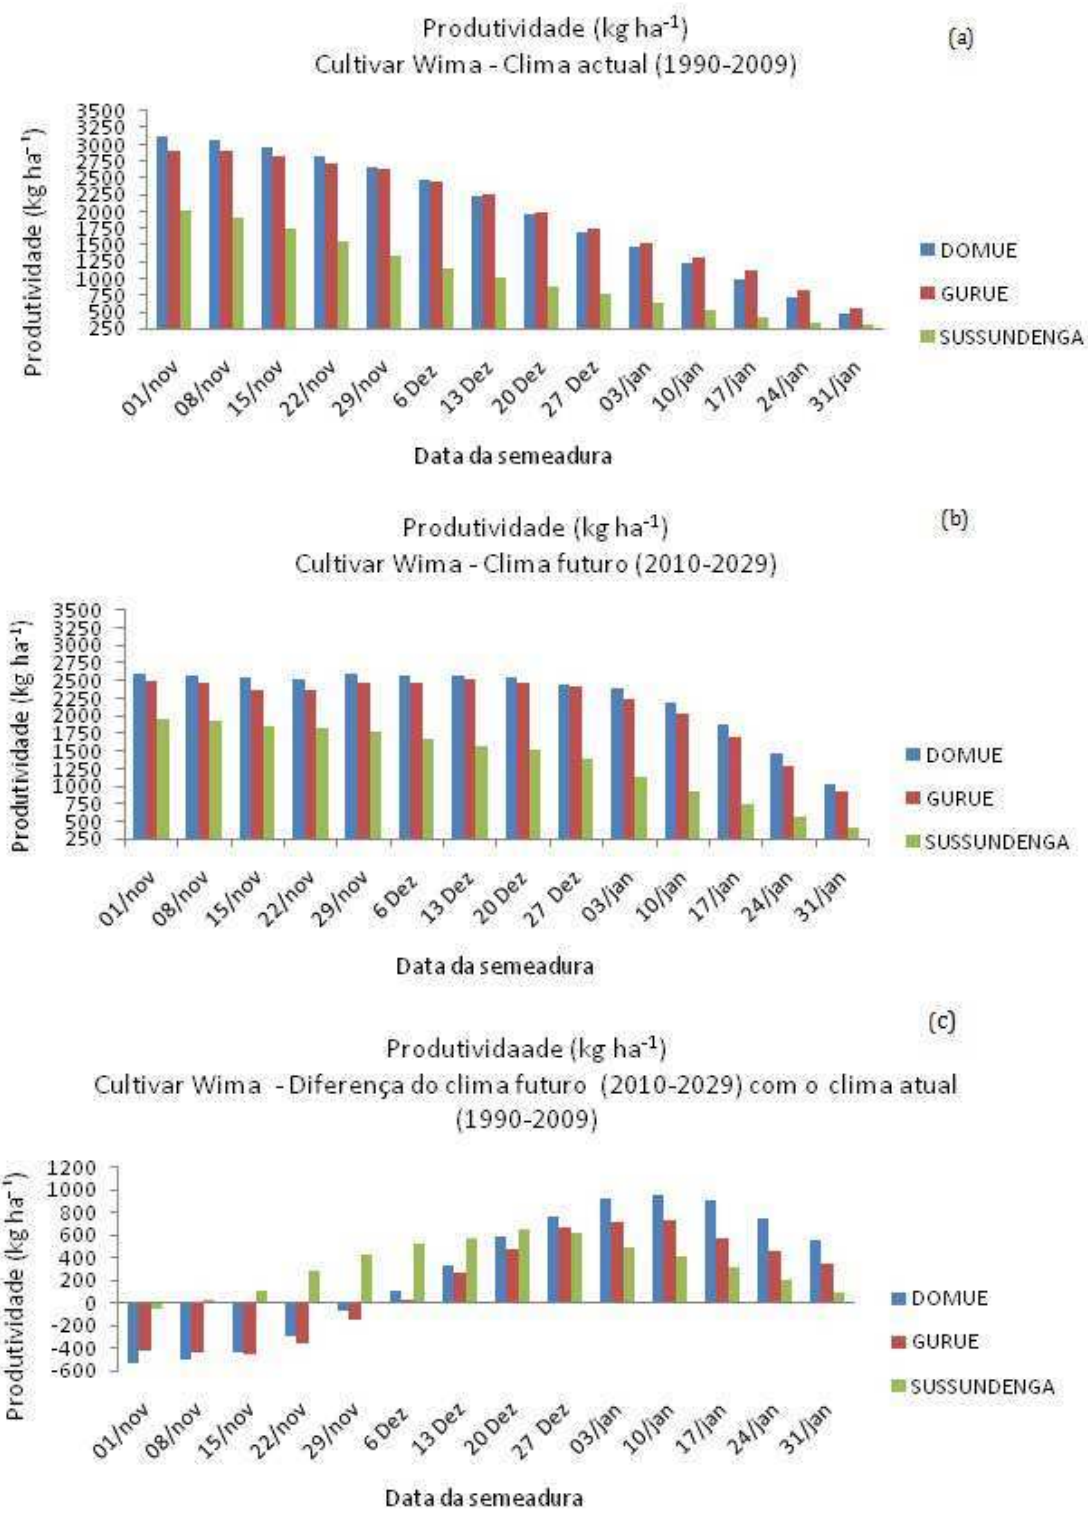 Produtividade (kg ha⁻¹)
(a)
Cultivar Wima - Clima actual (1990-2009)
Produtividade (kg ha⁻¹)
3500
3250
3000
2750
2500
2250
2000
1750
1500
1250
1000
750
500
250
DOMUE
GURUE
SUSSUNDENGA
01/nov 08/nov 15/nov 22/nov 29/nov 6 Dez 13 Dez 20 Dez 27 Dez 03/jan 10/jan 17/jan 24/jan 31/jan
Data da semeadura
Produtividade (kg ha⁻¹)
(b)
Cultivar Wima - Clima futuro (2010-2029)
Produtividade (kg ha⁻¹)
3500
3250
3000
2750
2500
2250
2000
1750
1500
1250
1000
750
500
250
DOMUE
GURUE
SUSSUNDENGA
01/nov 08/nov 15/nov 22/nov 29/nov 6 Dez 13 Dez 20 Dez 27 Dez 03/jan 10/jan 17/jan 24/jan 31/jan
Data da semeadura
(c)
Produtividaade (kg ha⁻¹)
Cultivar Wima - Diferença do clima futuro (2010-2029) com o clima atual
(1990-2009)
Produtividade (kg ha⁻¹)
1200
1000
800
600
400
200
0
-200
-400
-600
DOMUE
GURUE
SUSSUNDENGA
01/nov 08/nov 15/nov 22/nov 29/nov 6 Dez 13 Dez 20 Dez 27 Dez 03/jan 10/jan 17/jan 24/jan 31/jan
Data da semeadura